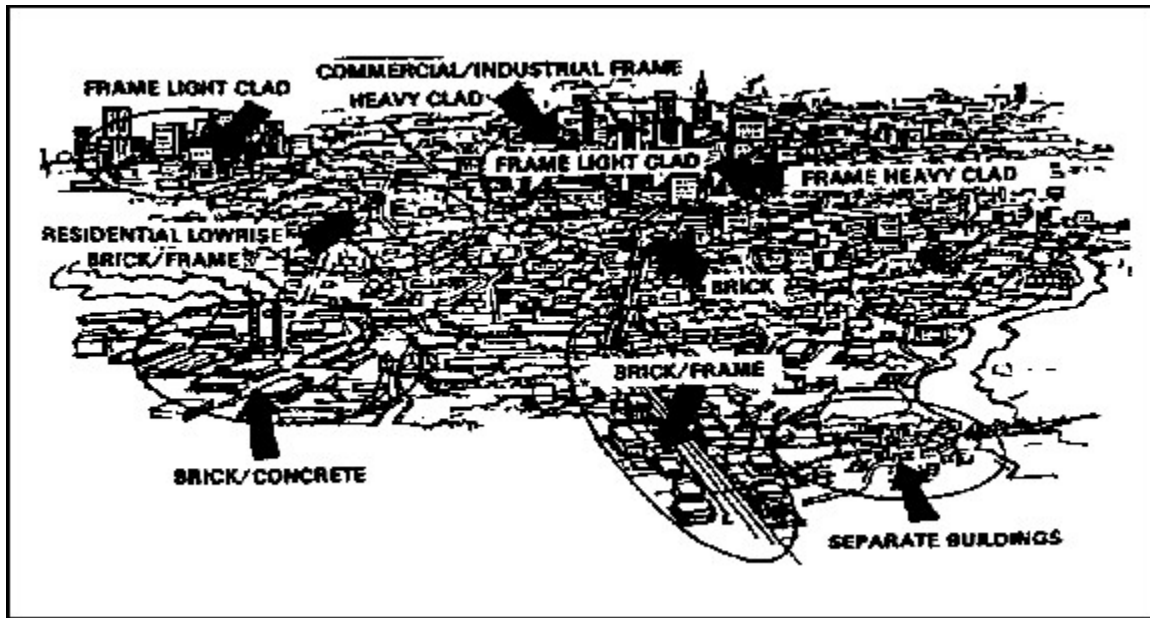 COMMERCIAL/INDUSTRIAL FRAME
HEAVY CLAD
FRAME LIGHT CLAD
FRAME LIGHT CLAD
FRAME HEAVY CLAD
RESIDENTIAL LOWRISE
BRICK/FRAME
BRICK
BRICK/FRAME
BRICK/CONCRETE
SEPARATE BUILDINGS